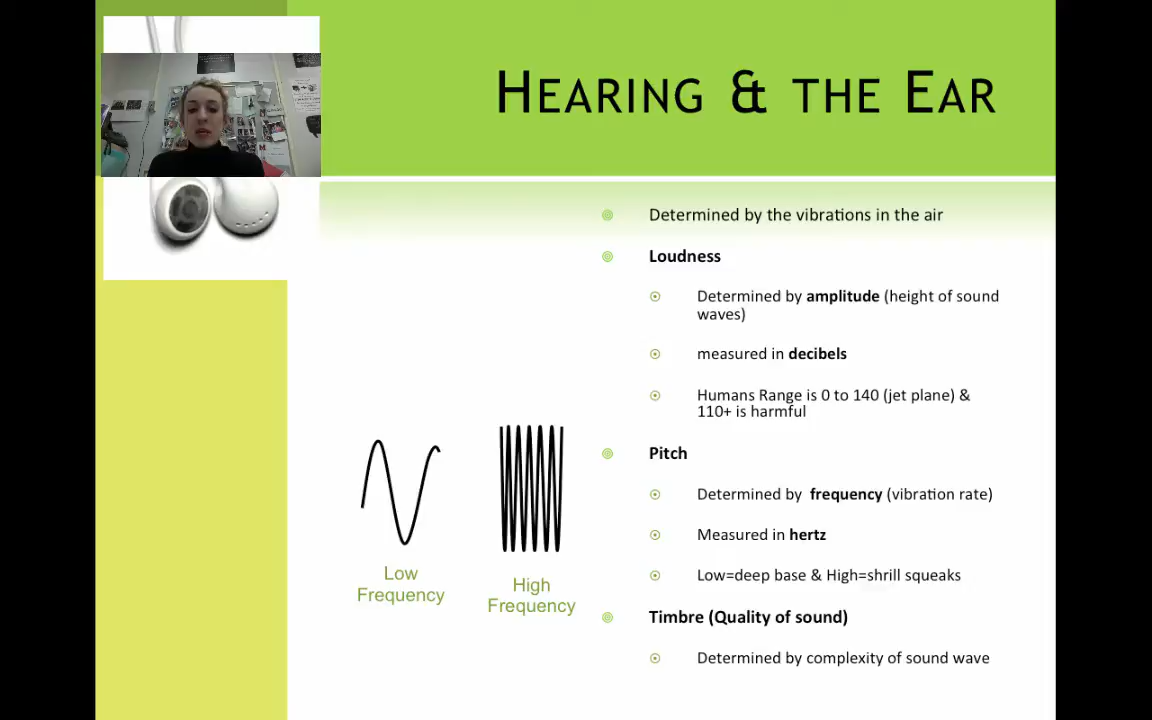 HEARING & THE EAR
Determined by the vibrations in the air
Loudness
Determined by amplitude (height of sound
waves)
measured in decibels
Humans Range is 0 to 140 (jet plane) &
110+ is harmful
Pitch
Determined by frequency (vibration rate)
Measured in hertz
Low=deep base & High=shrill squeaks
Timbre (Quality of sound)
Determined by complexity of sound wave
Low
Frequency
High
Frequency